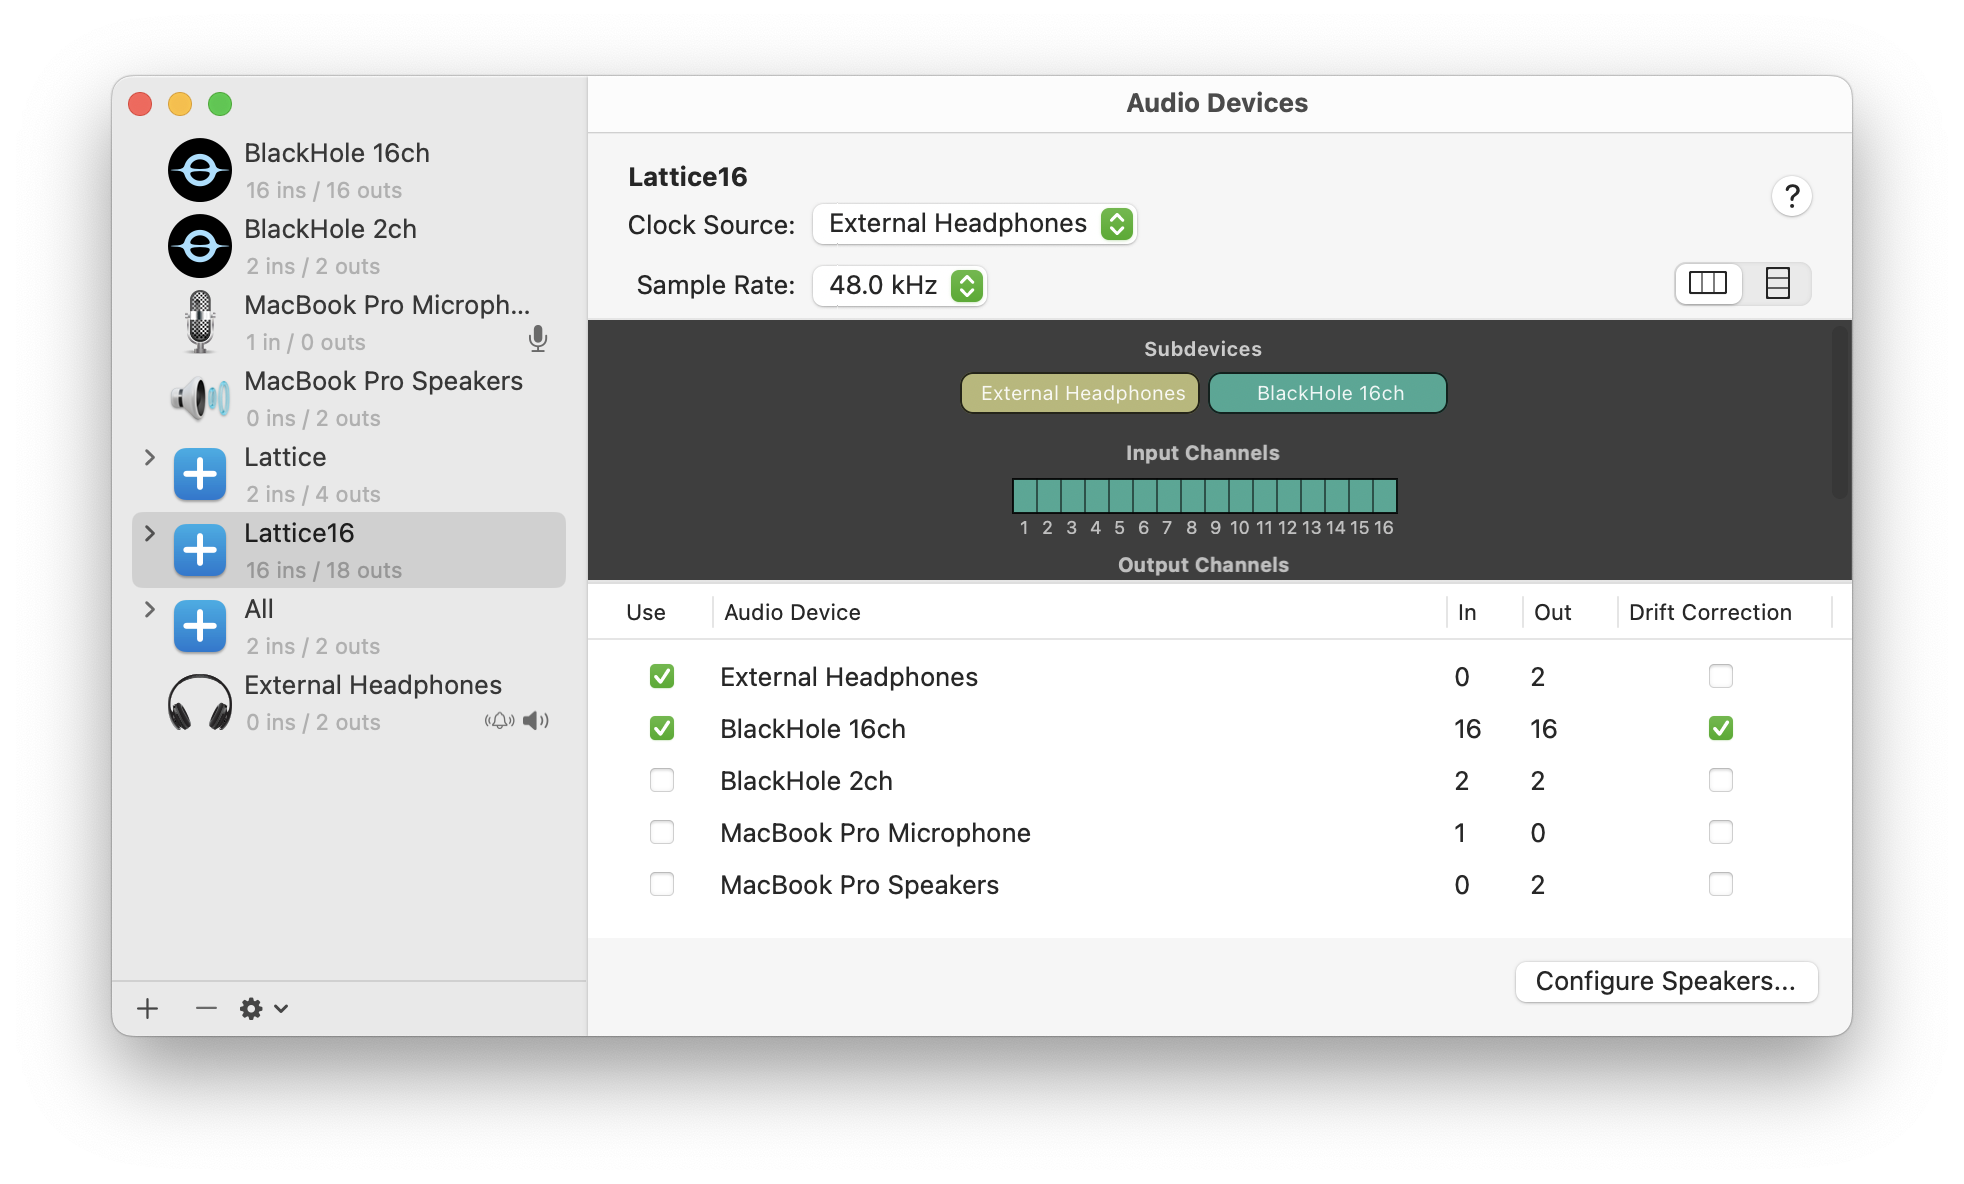 BlackHole 16ch
16 ins / 16 outs
BlackHole 2ch
2 ins / 2 outs
MacBook Pro Microph...
1 in / 0 outs
MacBook Pro Speakers
0 ins / 2 outs
Lattice
2 ins / 4 outs
Lattice16
16 ins / 18 outs
All
2 ins / 2 outs
External Headphones
0 ins / 2 outs
Audio Devices
Lattice16
?
Clock Source: External Headphones
Sample Rate: 48.0 kHz
Subdevices
External Headphones BlackHole 16ch
Input Channels
1 2 3 4 5 6 7 8 9 10 11 12 13 14 15 16
Output Channels
Use Audio Device In Out Drift Correction
External Headphones 0 2
BlackHole 16ch 16 16
BlackHole 2ch 2 2
MacBook Pro Microphone 1 0
MacBook Pro Speakers 0 2
Configure Speakers...